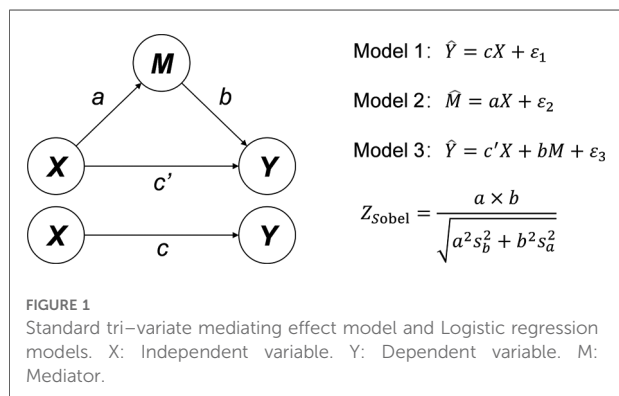 M
a
b
X
Y
c'
X
Y
c
Model 1: Ŷ = cX + ε₁
Model 2: M̂ = aX + ε₂
Model 3: Ŷ = c'X + bM + ε₃
Z_Sobel = a × b / √(a²s_b² + b²s_a²)
FIGURE 1
Standard tri–variate mediating effect model and Logistic regression
models. X: Independent variable. Y: Dependent variable. M:
Mediator.